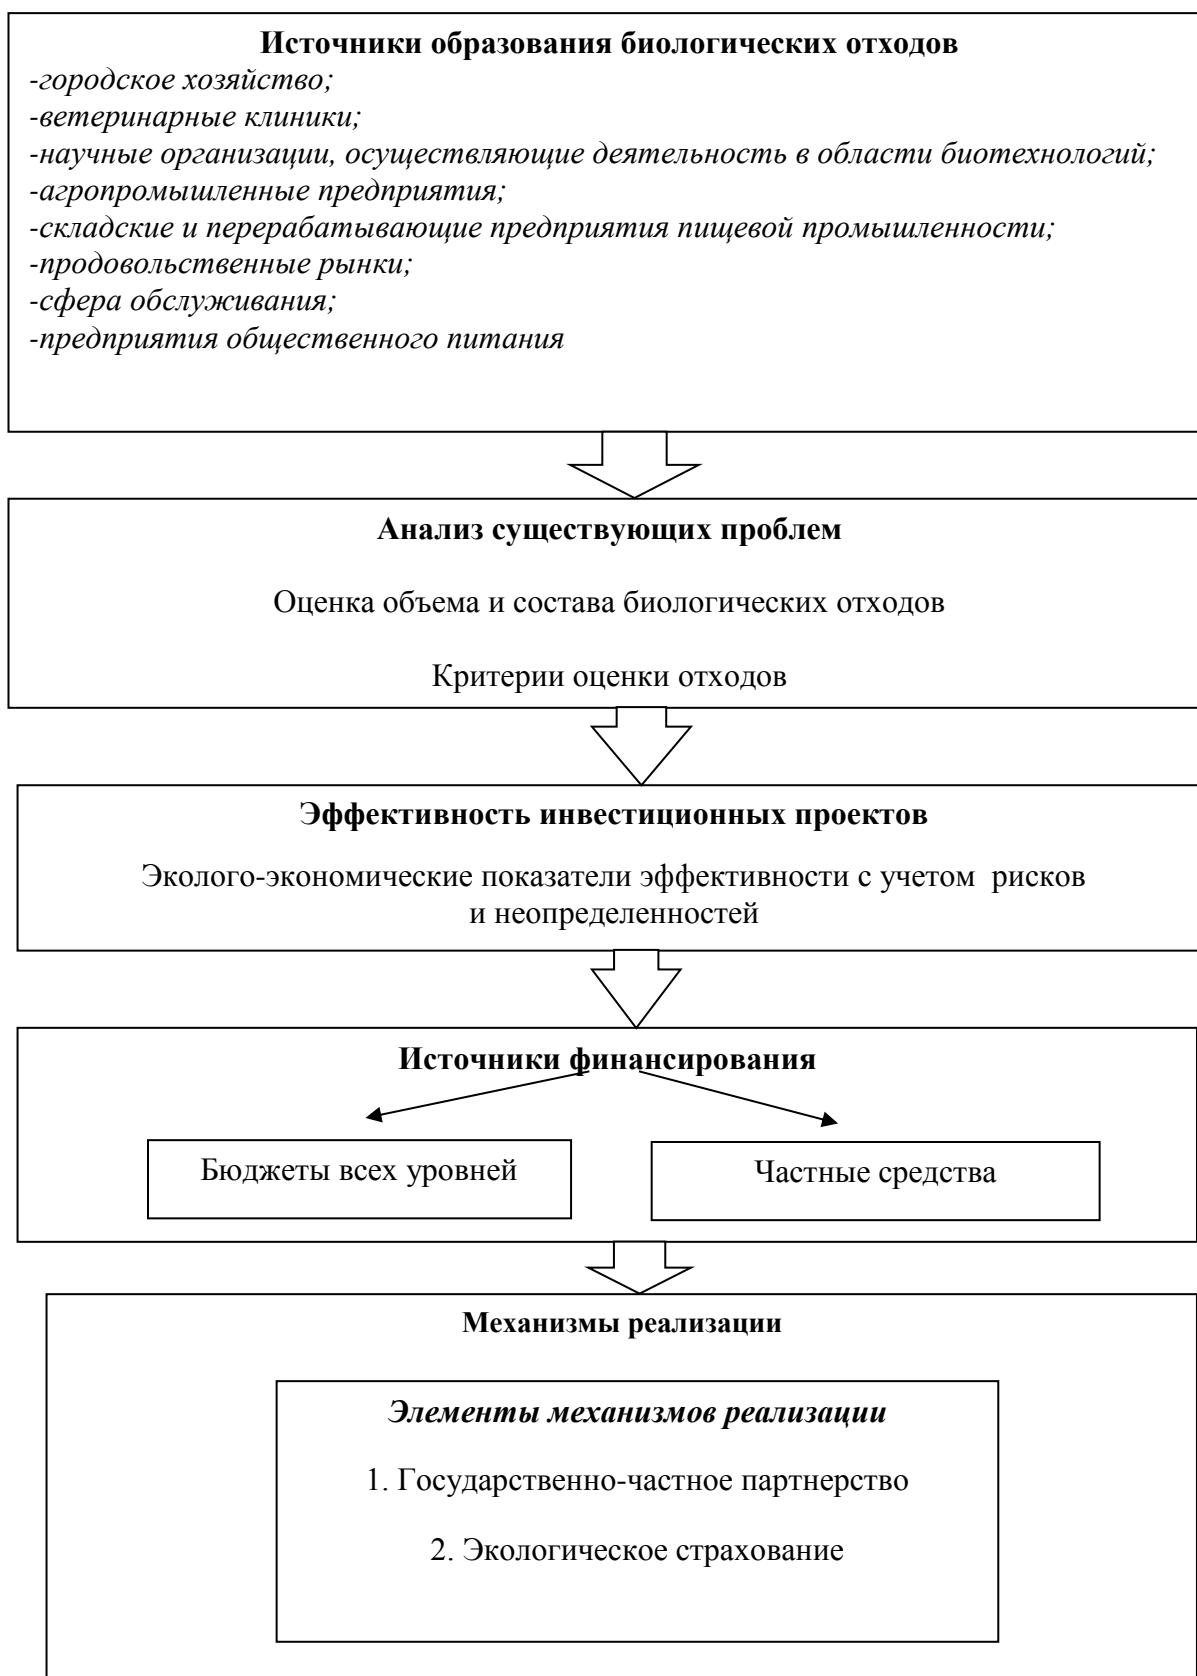 Источники образования биологических отходов
-городское хозяйство;
-ветеринарные клиники;
-научные организации, осуществляющие деятельность в области биотехнологий;
-агропромышленные предприятия;
-складские и перерабатывающие предприятия пищевой промышленности;
-продовольственные рынки;
-сфера обслуживания;
-предприятия общественного питания
Анализ существующих проблем
Оценка объема и состава биологических отходов
Критерии оценки отходов
Эффективность инвестиционных проектов
Эколого-экономические показатели эффективности с учетом  рисков
и неопределенностей
Источники финансирования
Бюджеты всех уровней
Частные средства
Механизмы реализации
Элементы механизмов реализации
1. Государственно-частное партнерство
2. Экологическое страхование